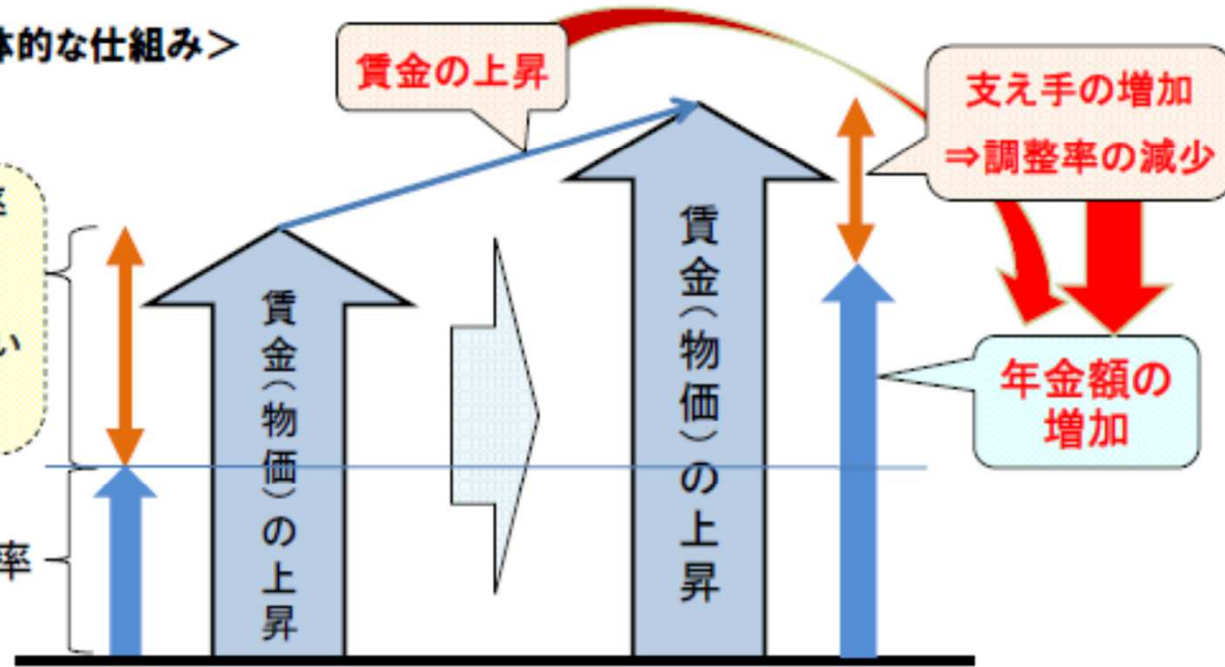 体的な仕組み＞
賃金の上昇
支え手の増加
⇒調整率の減少
率
い
賃金（物価）の上昇
賃金（物価）の上昇
年金額の
増加
率